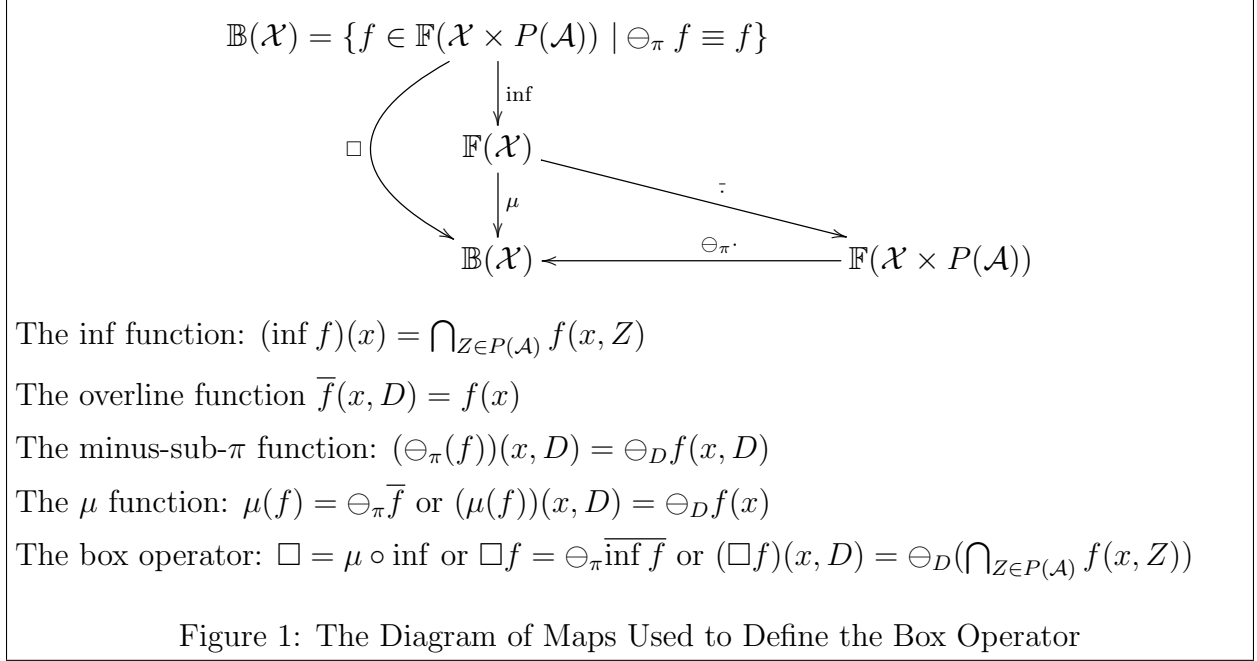 𝔹(𝒳) = {f ∈ 𝔽(𝒳 × P(𝒜)) | ⊖_π f ≡ f}
inf
□ 𝔽(𝒳)
·̄
μ
⊖_π·
𝔹(𝒳) 𝔽(𝒳 × P(𝒜))
The inf function: (inf f)(x) = ⋂_{Z∈P(𝒜)} f(x, Z)
The overline function \overline{f}(x, D) = f(x)
The minus-sub-π function: (⊖_π(f))(x, D) = ⊖_D f(x, D)
The μ function: μ(f) = ⊖_π \overline{f} or (μ(f))(x, D) = ⊖_D f(x)
The box operator: □ = μ ∘ inf or □f = ⊖_π \overline{inf f} or (□f)(x, D) = ⊖_D(⋂_{Z∈P(𝒜)} f(x, Z))
Figure 1: The Diagram of Maps Used to Define the Box Operator